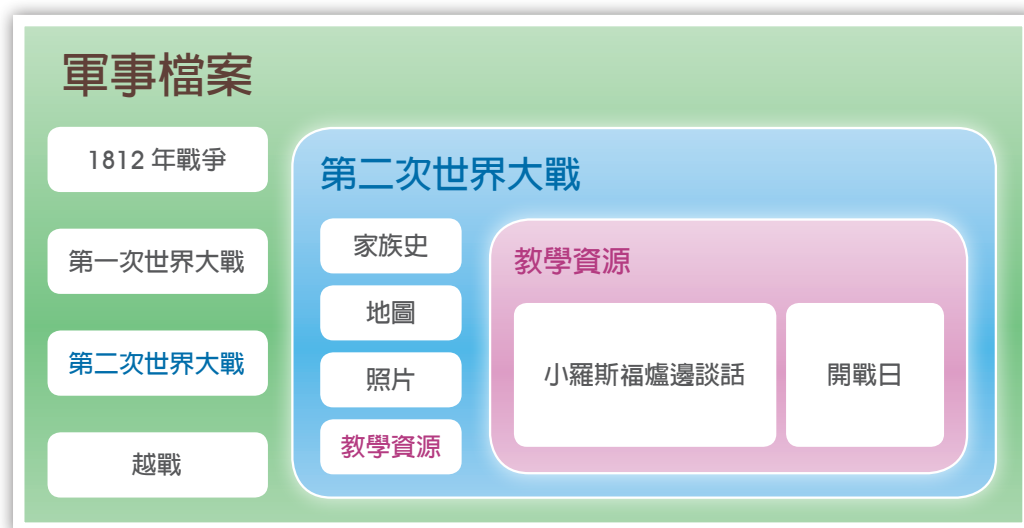 軍事檔案
1812 年戰爭
第一次世界大戰
第二次世界大戰
越戰
第二次世界大戰
家族史
地圖
照片
教學資源
教學資源
小羅斯福爐邊談話
開戰日